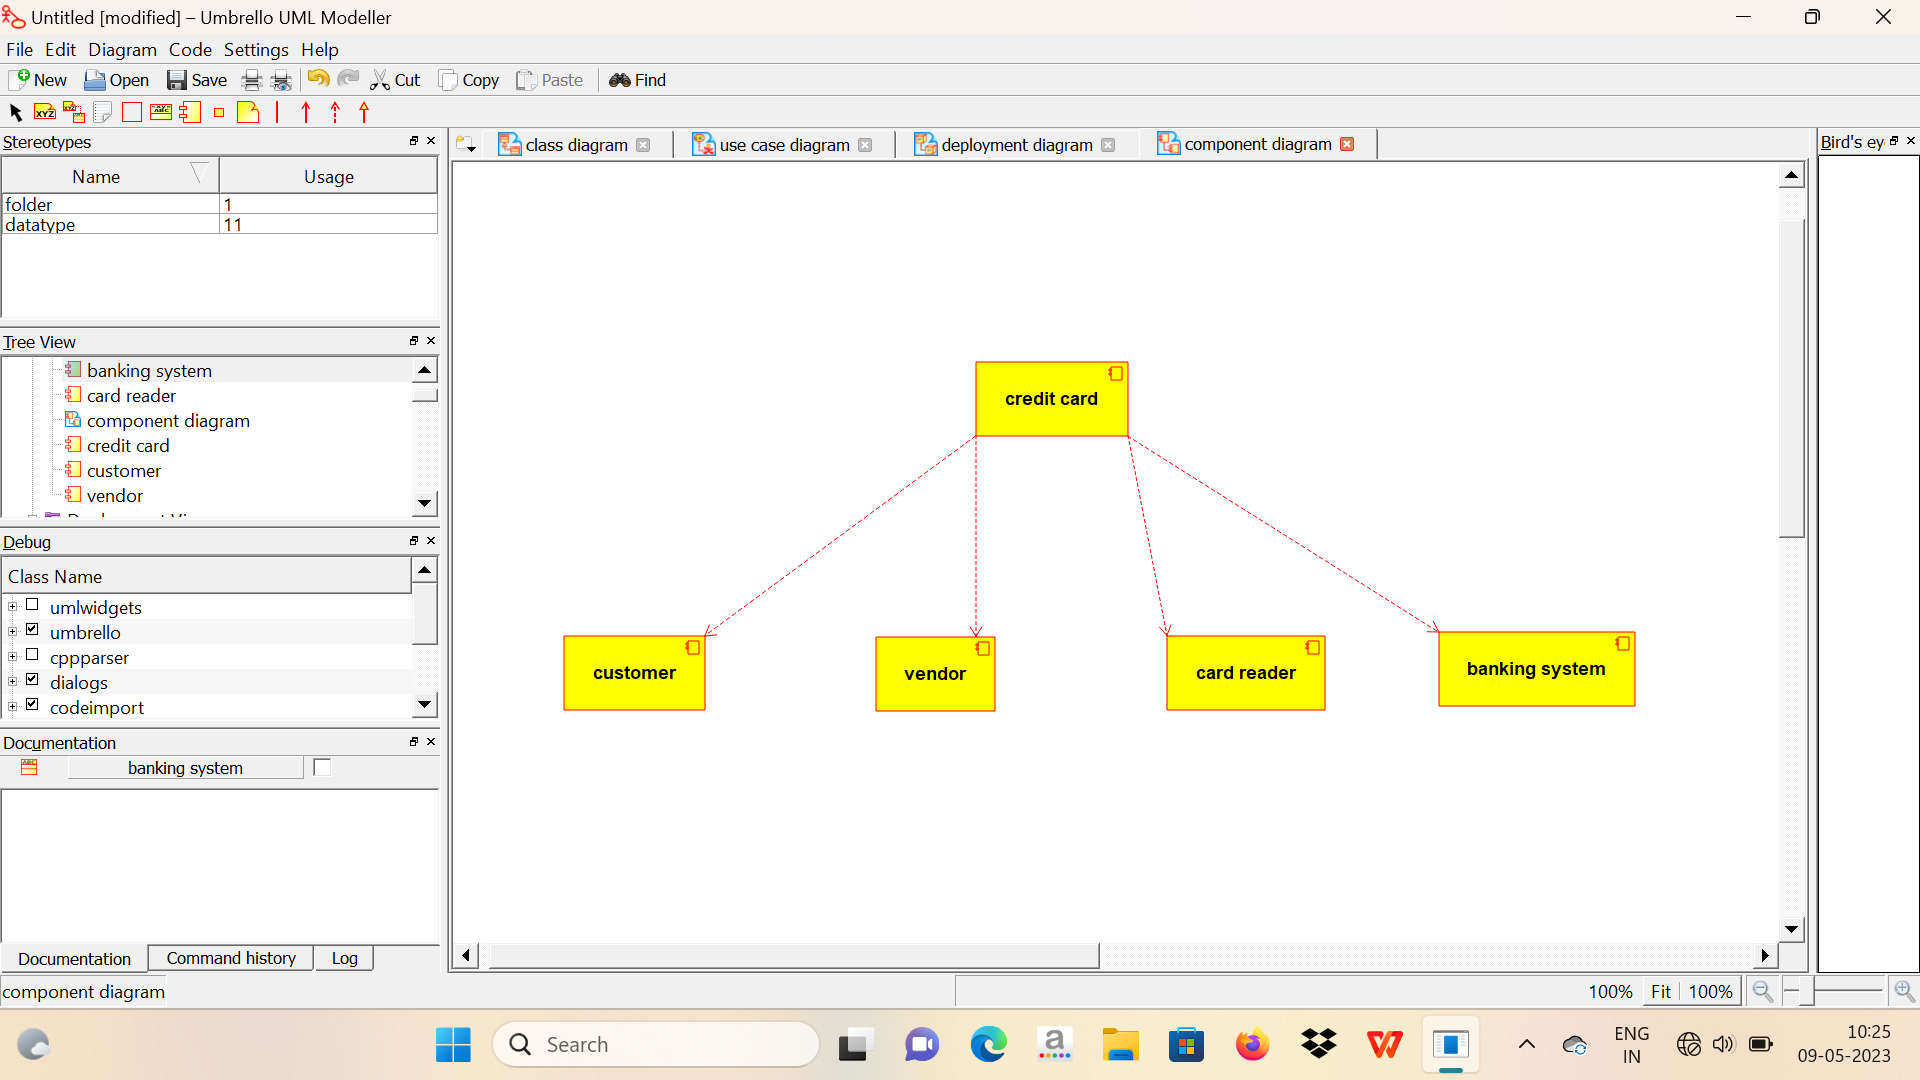 Untitled [modified] – Umbrello UML Modeller
File Edit Diagram Code Settings Help
New Open Save Cut Copy Paste Find
XYZ
Stereotypes
Name Usage
folder 1
datatype 11
Tree View
banking system
card reader
component diagram
credit card
customer
vendor
Debug
Class Name
umlwidgets
umbrello
cppparser
dialogs
codeimport
Documentation
banking system
Documentation Command history Log
component diagram
class diagram use case diagram deployment diagram component diagram
credit card
customer vendor card reader banking system
Bird's ey
100% Fit 100%
Search
ENG
IN
10:25
09-05-2023